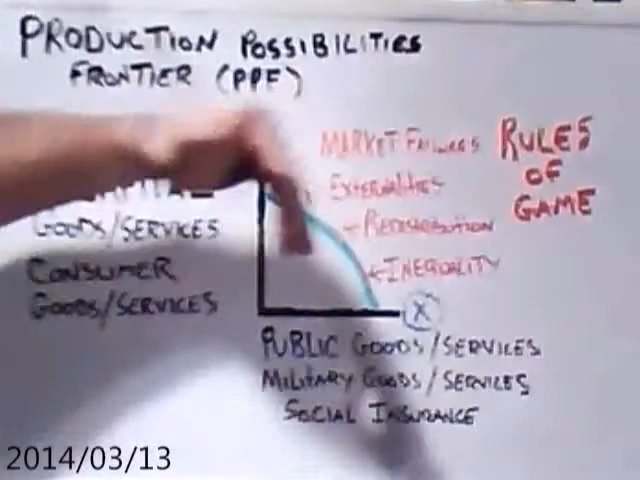 PRODUCTION POSSIBILITIES
FRONTIER (PPF)
MARKET FAILURES
EXTERNALITIES
REDISTRIBUTION
INEQUALITY
RULES
OF
GAME
GOODS/SERVICES
CONSUMER
GOODS/SERVICES
X
PUBLIC GOODS/SERVICES
MILITARY GOODS/SERVICES
SOCIAL INSURANCE
2014/03/13